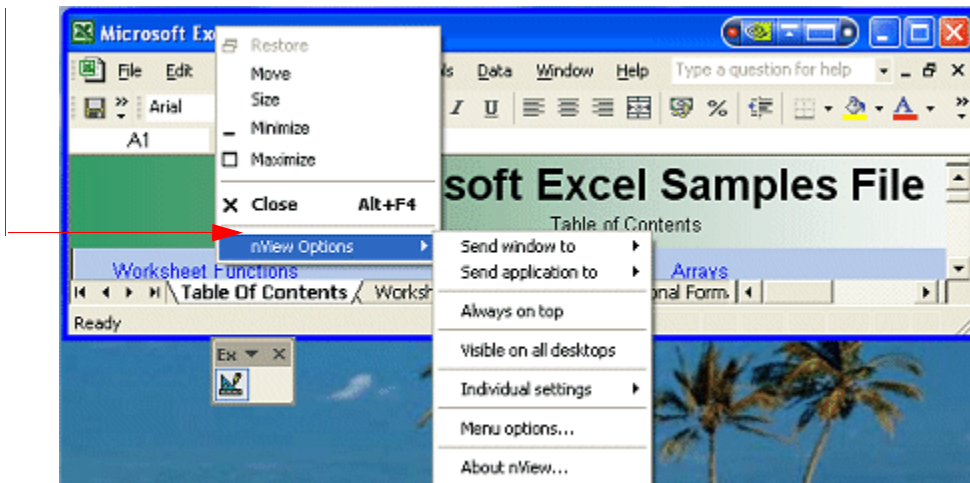 Microsoft Ex
Restore
Move
Size
Minimize
Maximize
Close Alt+F4
nView Options
File Edit ls Data Window Help Type a question for help
Arial I U % A
A1
soft Excel Samples File
Table of Contents
Worksheet Functions Arrays
Table Of Contents Worksh onal Form
Ready
Send window to
Send application to
Always on top
Visible on all desktops
Individual settings
Menu options...
About nView...
Ex